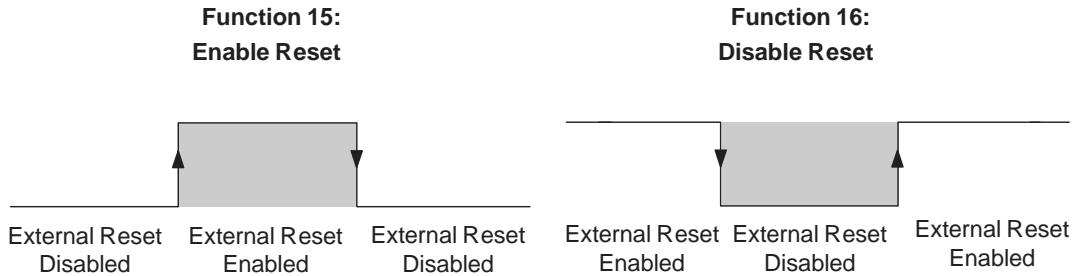 Function 15:
Enable Reset
Function 16:
Disable Reset
External Reset
Disabled
External Reset
Enabled
External Reset
Disabled
External Reset
Enabled
External Reset
Disabled
External Reset
Enabled